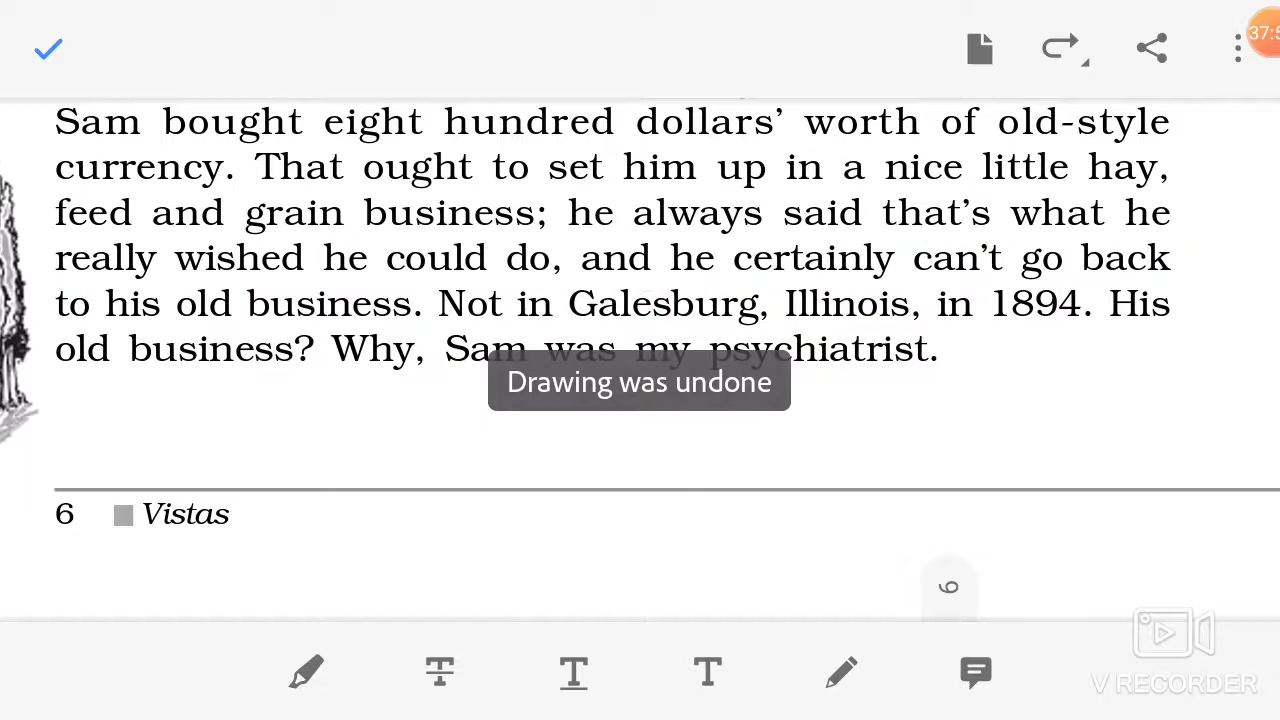 37:5
Sam bought eight hundred dollars’ worth of old-style
currency. That ought to set him up in a nice little hay,
feed and grain business; he always said that’s what he
really wished he could do, and he certainly can’t go back
to his old business. Not in Galesburg, Illinois, in 1894. His
old business? Why, Sam was my psychiatrist.
Drawing was undone
6 Vistas
6
V RECORDER